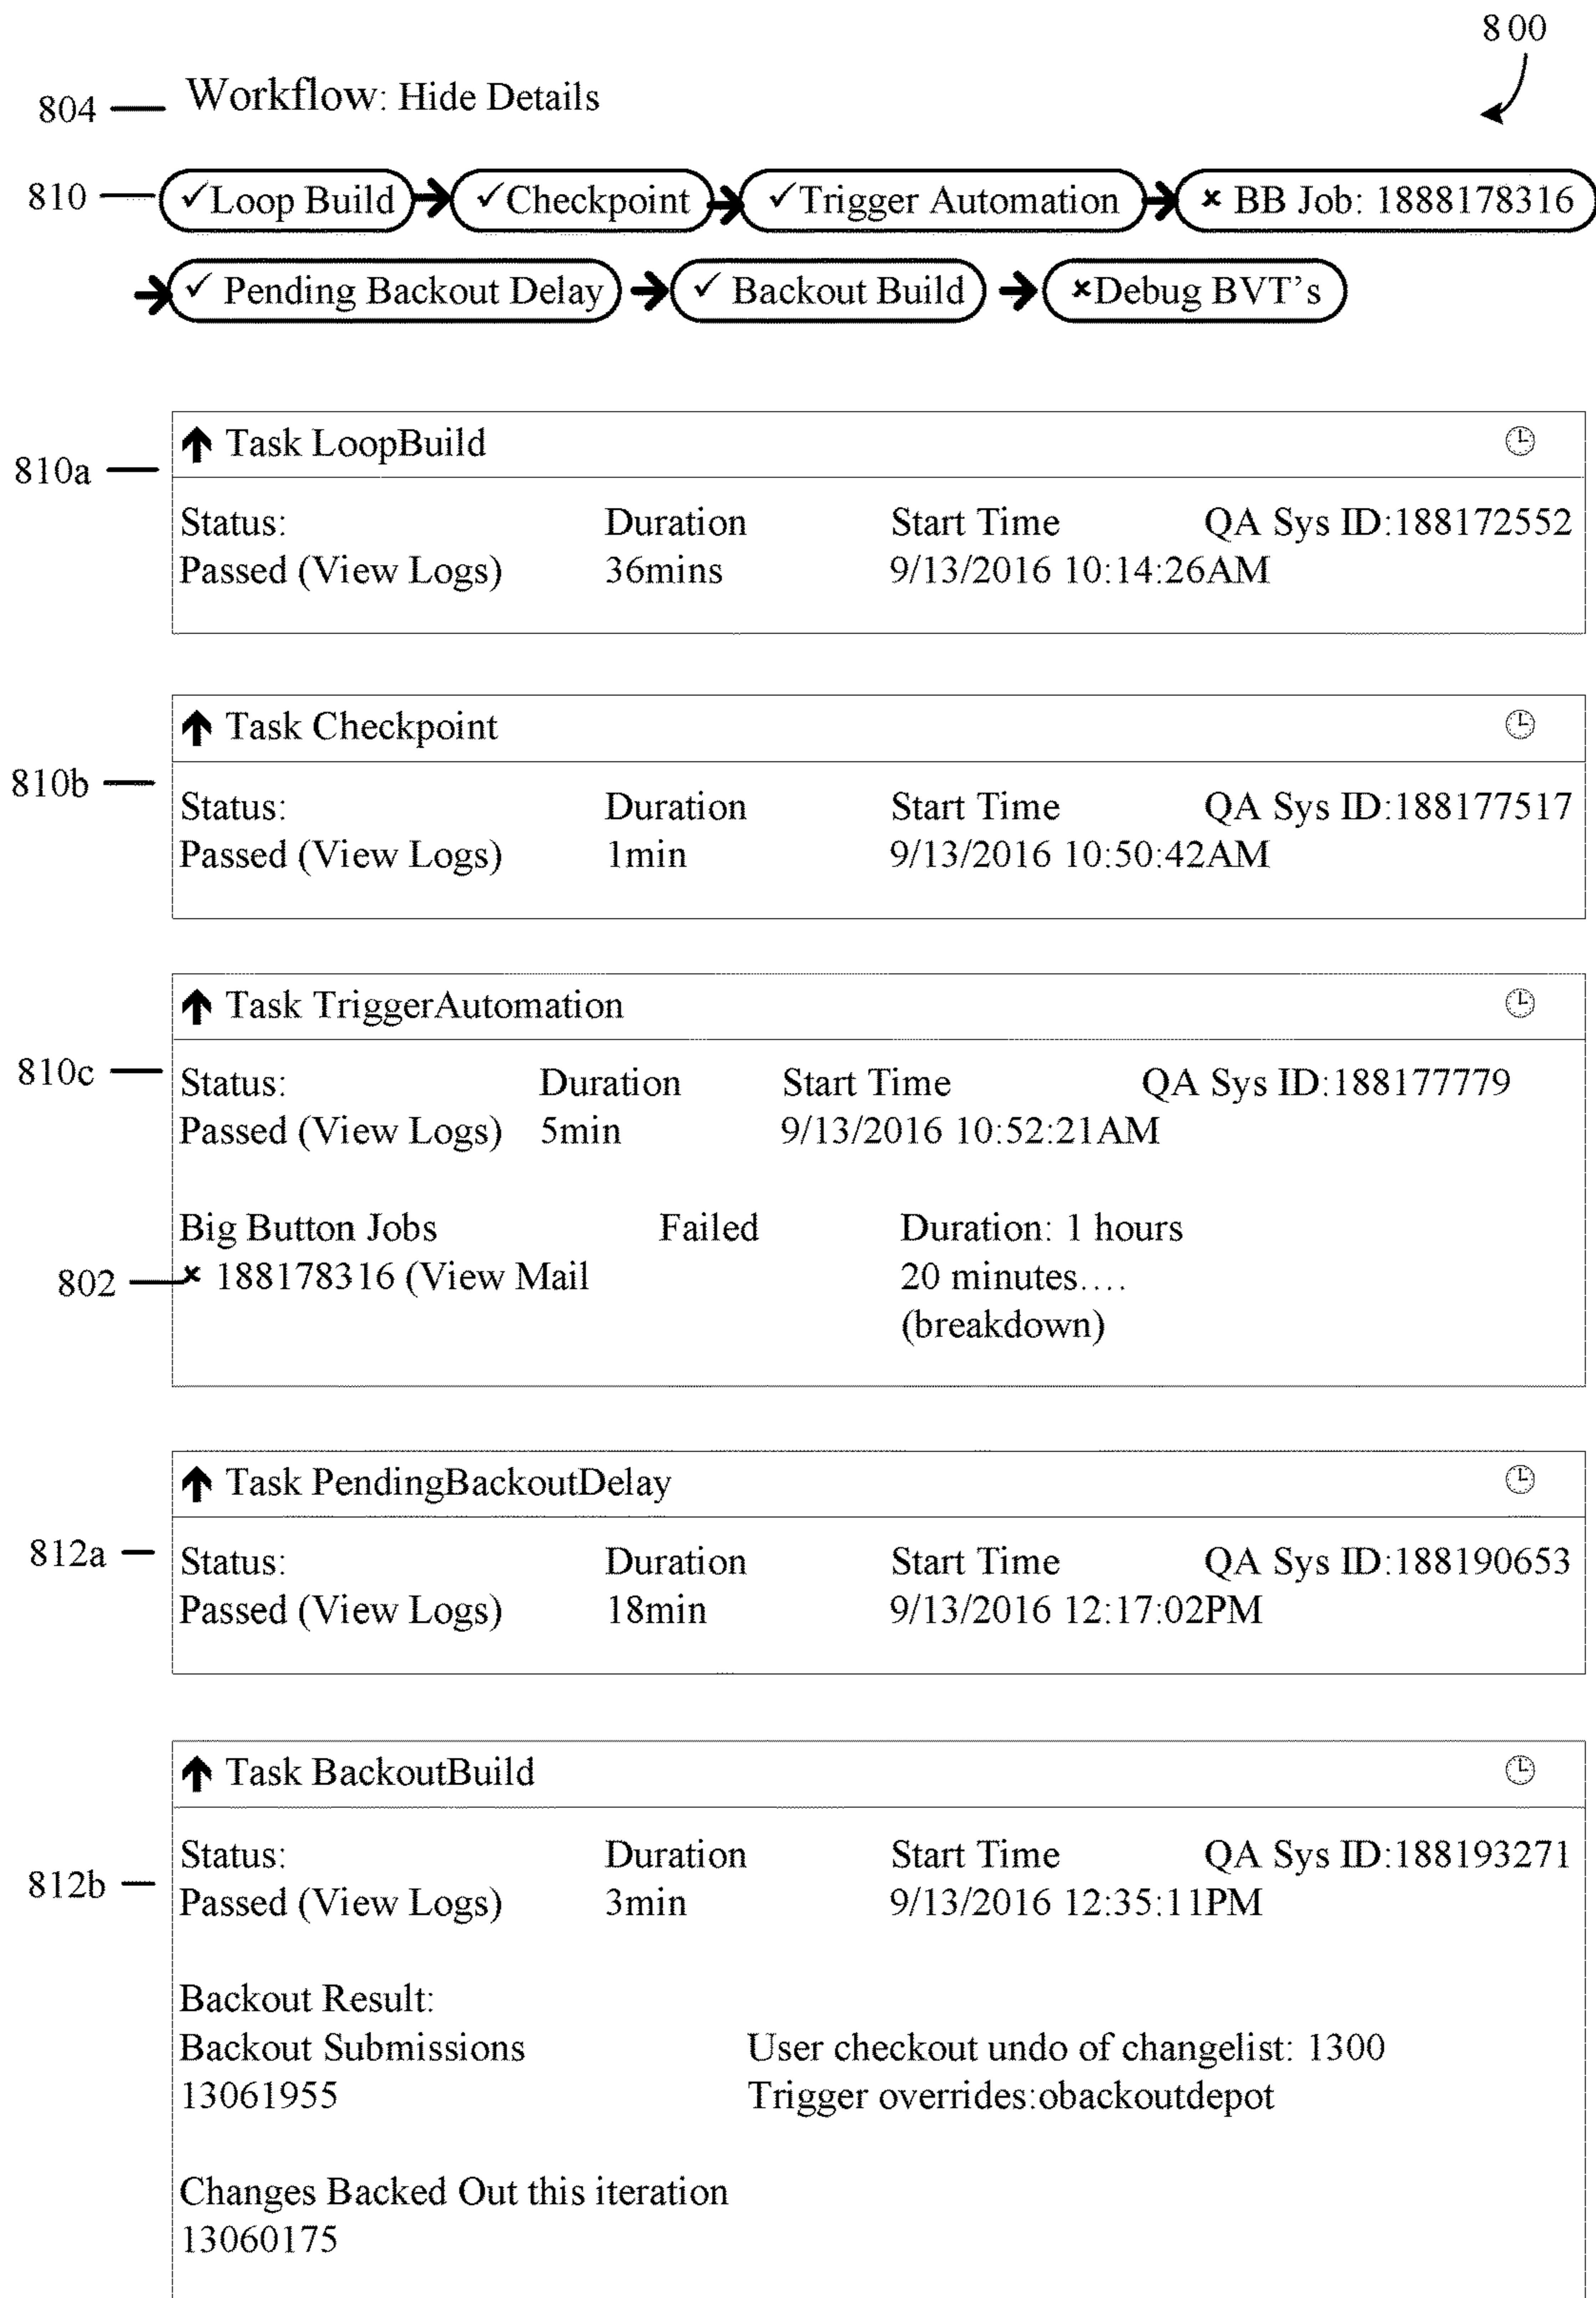 800
804 Workflow: Hide Details
810 ✓Loop Build ✓Checkpoint ✓Trigger Automation × BB Job: 1888178316
✓ Pending Backout Delay ✓ Backout Build ×Debug BVT's
Task LoopBuild
810a
Status: Duration Start Time QA Sys ID:188172552
Passed (View Logs) 36mins 9/13/2016 10:14:26AM
Task Checkpoint
810b
Status: Duration Start Time QA Sys ID:188177517
Passed (View Logs) 1min 9/13/2016 10:50:42AM
Task TriggerAutomation
810c Status: Duration Start Time QA Sys ID:188177779
Passed (View Logs) 5min 9/13/2016 10:52:21AM
Big Button Jobs Failed Duration: 1 hours
802 × 188178316 (View Mail 20 minutes....
(breakdown)
Task PendingBackoutDelay
812a Status: Duration Start Time QA Sys ID:188190653
Passed (View Logs) 18min 9/13/2016 12:17:02PM
Task BackoutBuild
Status: Duration Start Time QA Sys ID:188193271
812b Passed (View Logs) 3min 9/13/2016 12:35:11PM
Backout Result:
Backout Submissions User checkout undo of changelist: 1300
13061955 Trigger overrides:obackoutdepot
Changes Backed Out this iteration
13060175